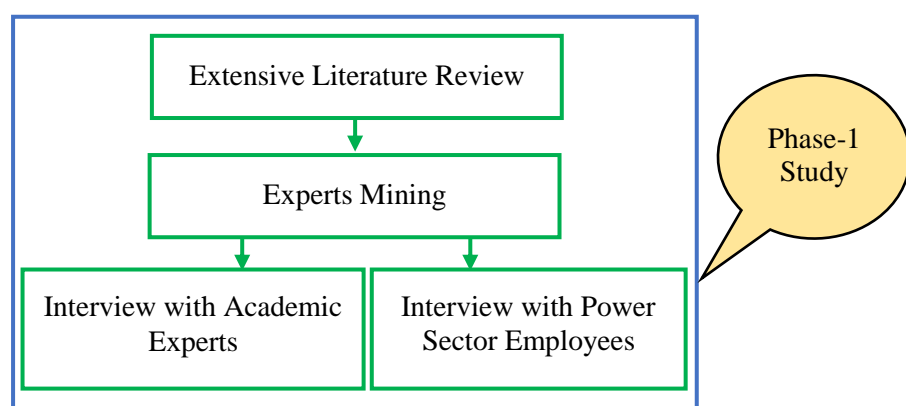 Extensive Literature Review
Experts Mining
Interview with Academic
Experts
Interview with Power
Sector Employees
Phase-1
Study